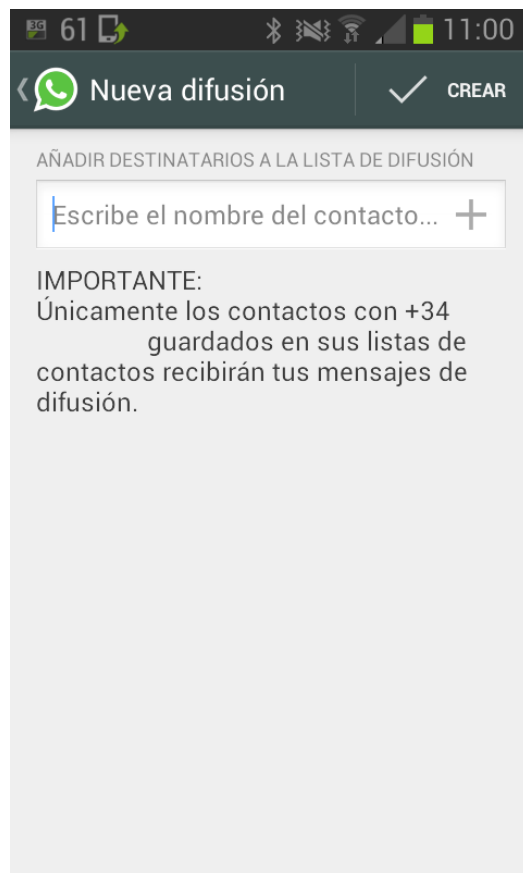 3G 61 11:00
Nueva difusión CREAR
AÑADIR DESTINATARIOS A LA LISTA DE DIFUSIÓN
Escribe el nombre del contacto...
IMPORTANTE:
Únicamente los contactos con +34
guardados en sus listas de
contactos recibirán tus mensajes de
difusión.